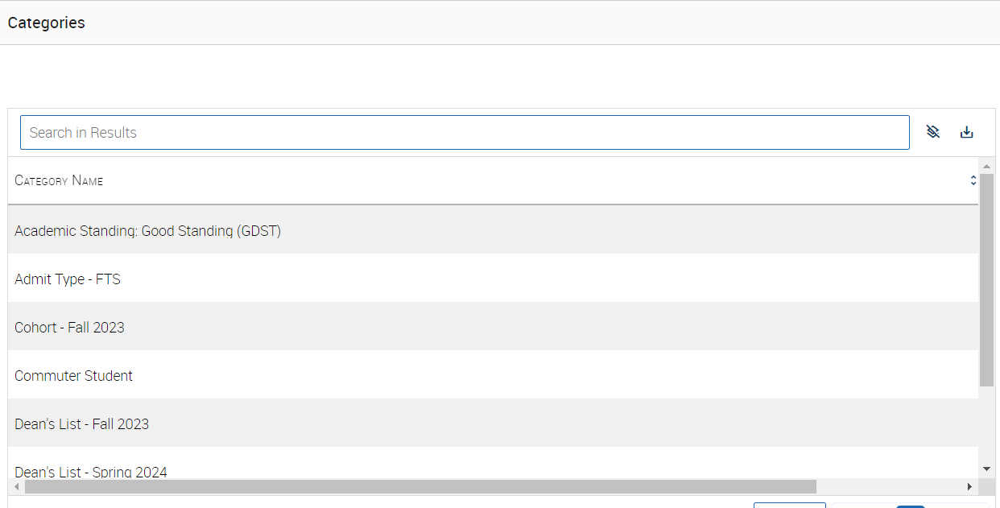 Categories
Search in Results
Category Name
Academic Standing: Good Standing (GDST)
Admit Type - FTS
Cohort - Fall 2023
Commuter Student
Dean's List - Fall 2023
Dean's List - Spring 2024